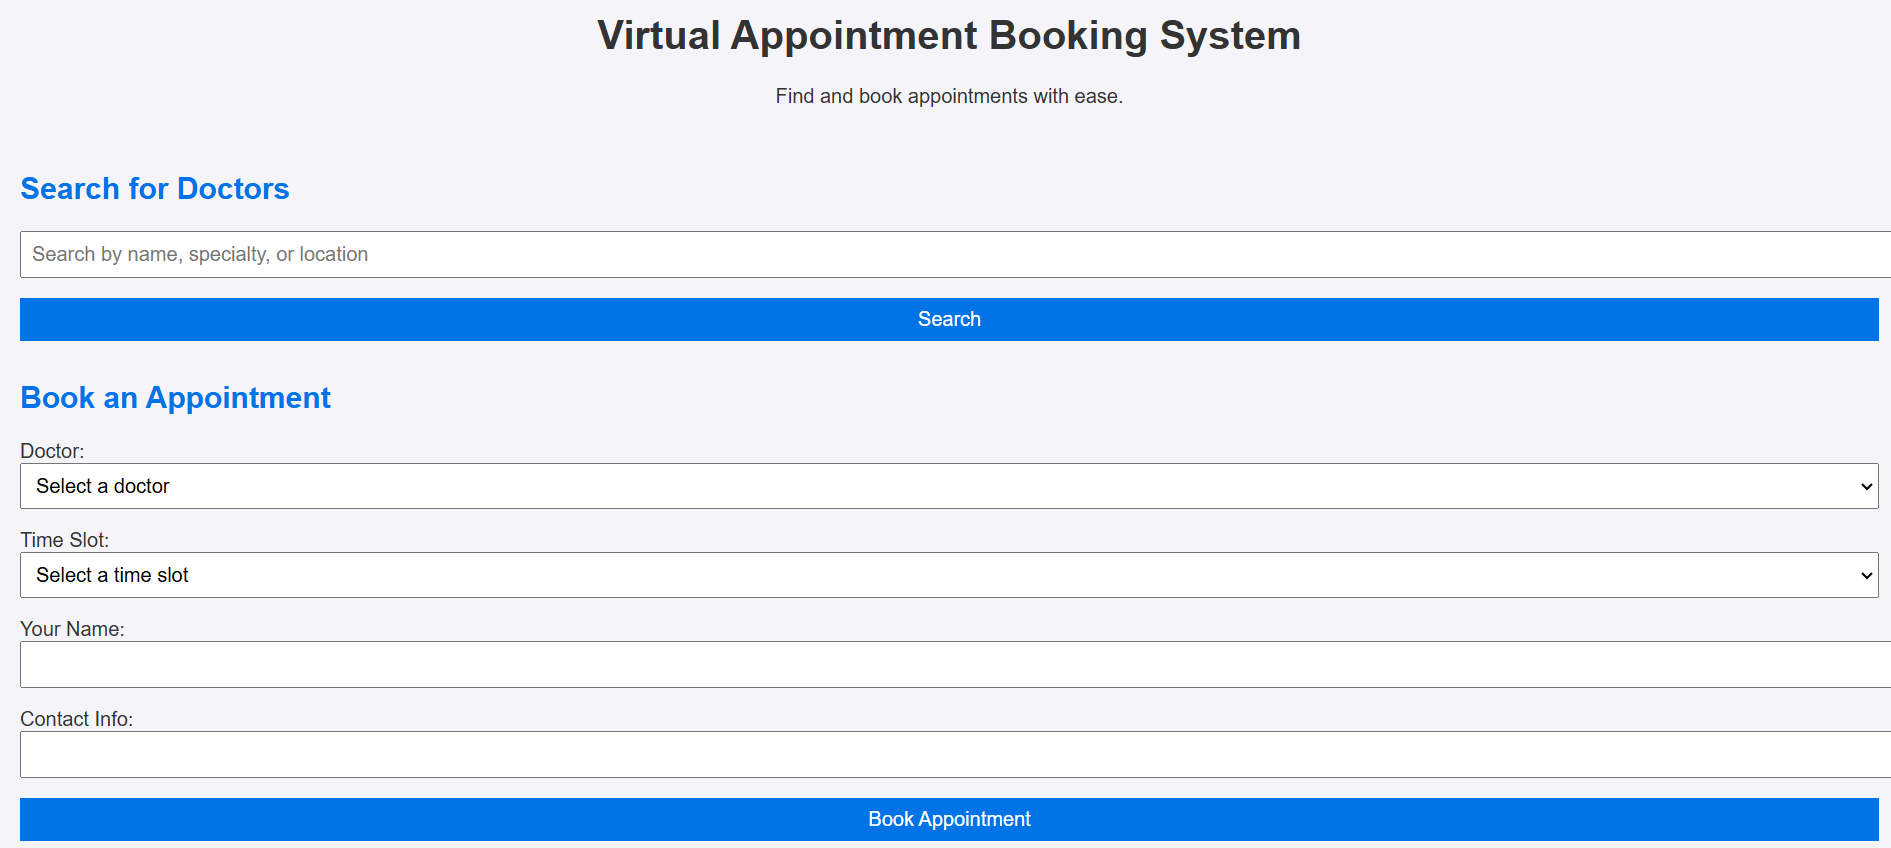 Virtual Appointment Booking System
Find and book appointments with ease.
Search for Doctors
Search by name, specialty, or location
Search
Book an Appointment
Doctor:
Select a doctor
Time Slot:
Select a time slot
Your Name:
Contact Info:
Book Appointment